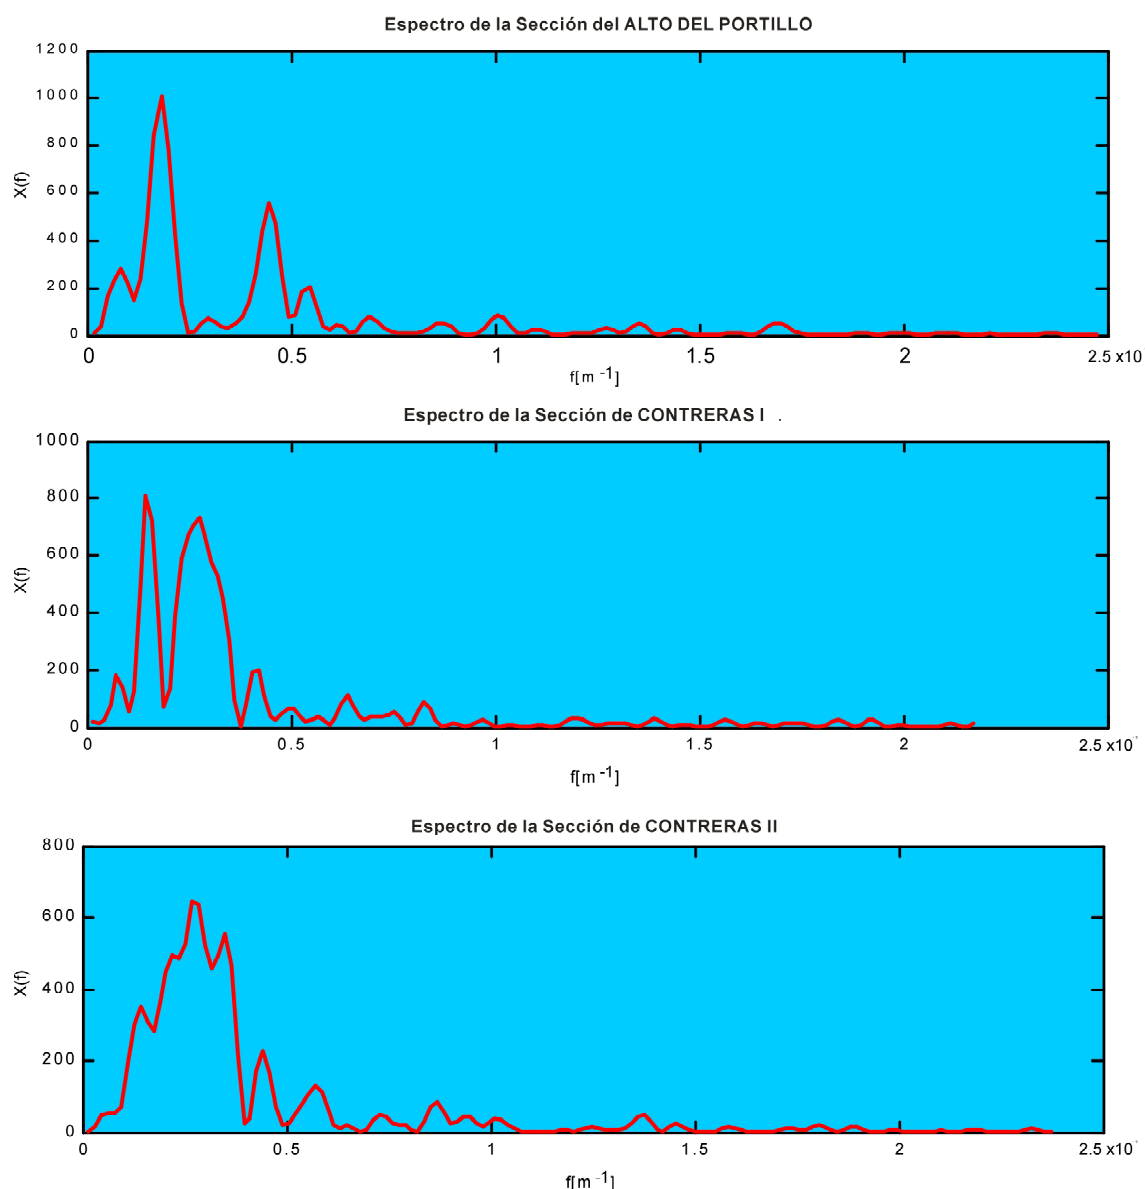 Espectro de la Sección del ALTO DEL PORTILLO
1200
1000
800
600
400
200
0
X(f)
0 0.5 1 1.5 2 2.5 x10
f[m -1]
Espectro de la Sección de CONTRERAS I .
1000
800
600
400
200
0
X(f)
0 0.5 1 1.5 2 2.5 x10
f[m -1]
Espectro de la Sección de CONTRERAS II
800
600
400
200
0
X(f)
0 0.5 1 1.5 2 2.5 x10
f[m -1]